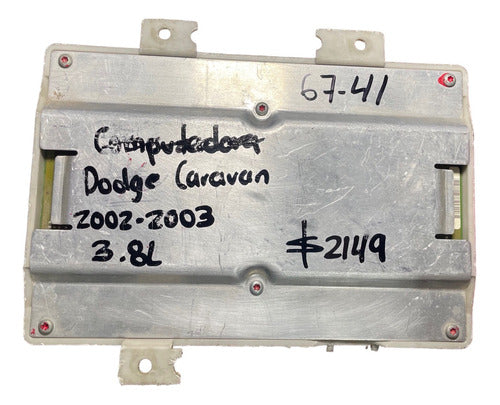 67-41
Computadora
Dodge Caravan
2002-2003
3.8L
$2149